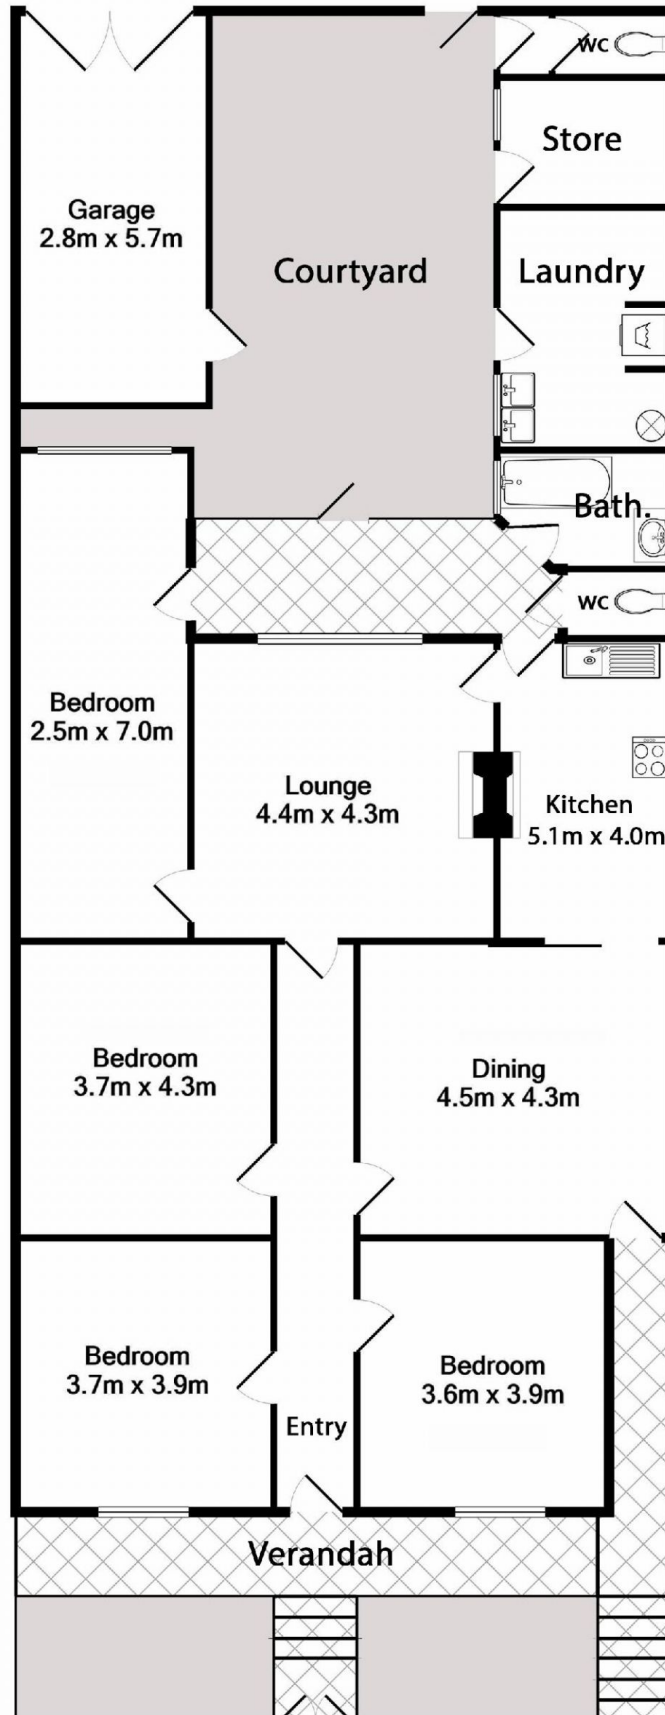 WC
Store
Garage
2.8m x 5.7m
Courtyard
Laundry
Bath.
WC
Bedroom
2.5m x 7.0m
Lounge
4.4m x 4.3m
Kitchen
5.1m x 4.0m
Bedroom
3.7m x 4.3m
Dining
4.5m x 4.3m
Bedroom
3.7m x 3.9m
Bedroom
3.6m x 3.9m
Entry
Verandah